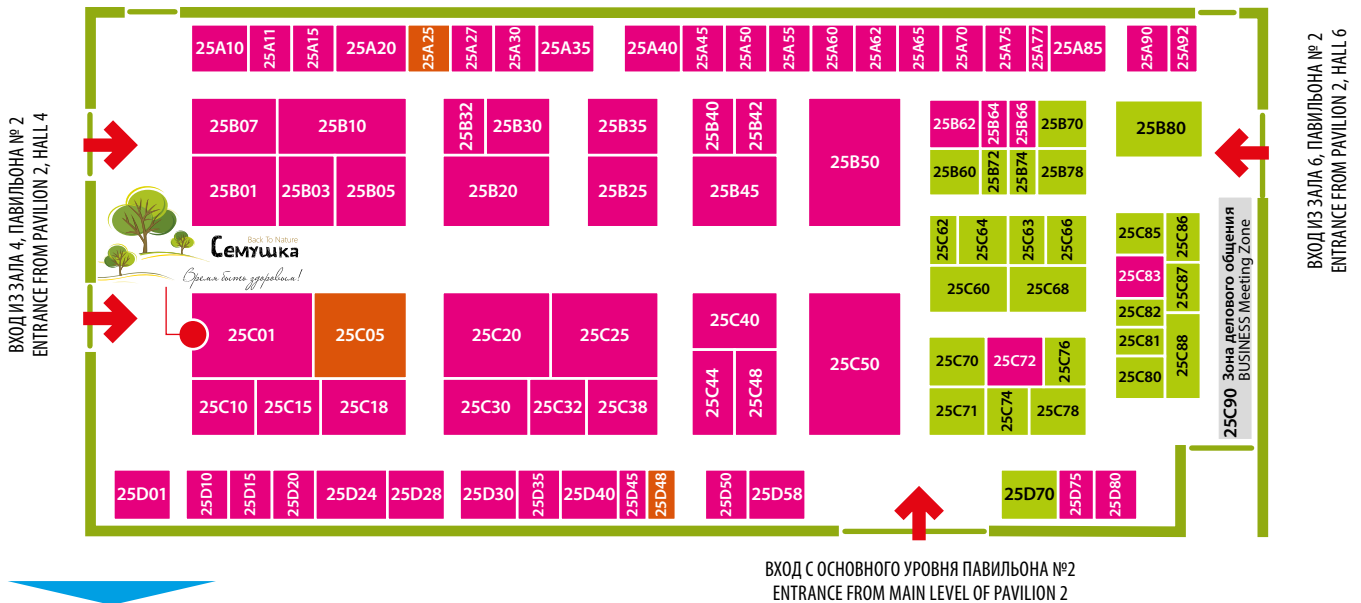 25A10 25A11 25A15 25A20 25A25 25A27 25A30 25A35 25A40 25A45 25A50 25A55 25A60 25A62 25A65 25A70 25A75 25A77 25A85 25A90 25A92
ВХОД ИЗ ЗАЛА 4, ПАВИЛЬОНА № 2
ENTRANCE FROM PAVILION 2, HALL 4
ВХОД ИЗ ЗАЛА 6, ПАВИЛЬОНА № 2
ENTRANCE FROM PAVILION 2, HALL 6
25B07 25B10 25B32 25B30 25B35 25B40 25B42 25B50 25B62 25B64 25B66 25B70 25B80
25B01 25B03 25B05 25B20 25B25 25B45 25B60 25B72 25B74 25B78
Back To Nature
Семушка
Время быть здоровым!
25C62 25C64 25C63 25C66 25C85 25C86
25C60 25C68 25C83 25C87
25C82
25C81
25C80 25C88
25C90 Зона делового общения
BUSINESS Meeting Zone
25C01 25C05 25C20 25C25 25C40 25C50 25C70 25C72 25C76
25C10 25C15 25C18 25C30 25C32 25C38 25C44 25C48 25C71 25C74 25C78
25D01 25D10 25D15 25D20 25D24 25D28 25D30 25D35 25D40 25D45 25D48 25D50 25D58 25D70 25D75 25D80
ВХОД С ОСНОВНОГО УРОВНЯ ПАВИЛЬОНА №2
ENTRANCE FROM MAIN LEVEL OF PAVILION 2